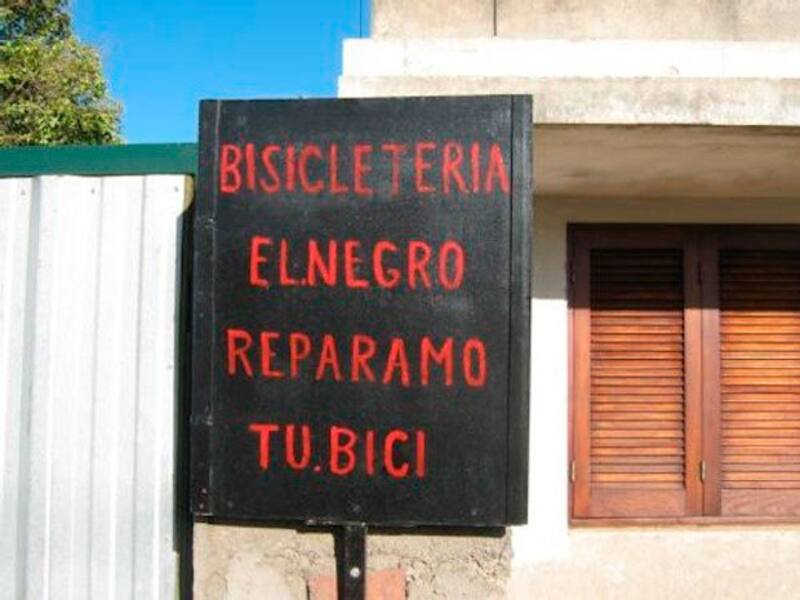 BISICLETERIA
EL.NEGRO
REPARAMO
TU.BICI